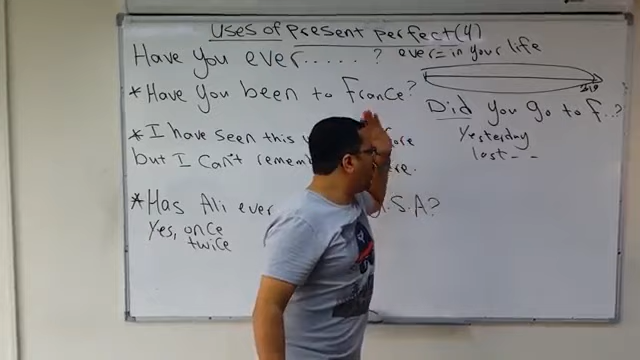 Uses of present perfect (4)
Have you ever.....? ever = in your life
*Have you been to France?
Did you go to F..?
Yesterday
last - -
*I have seen this
but I can't
*Has Ali ever U.S.A?
Yes, once
twice